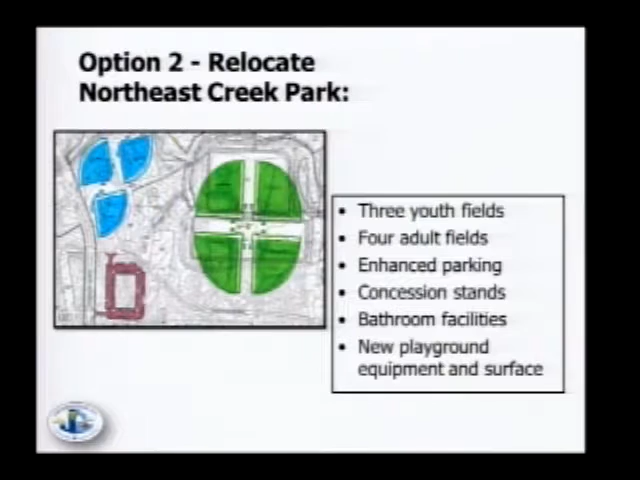 Option 2 - Relocate
Northeast Creek Park:
• Three youth fields
• Four adult fields
• Enhanced parking
• Concession stands
• Bathroom facilities
• New playground
equipment and surface